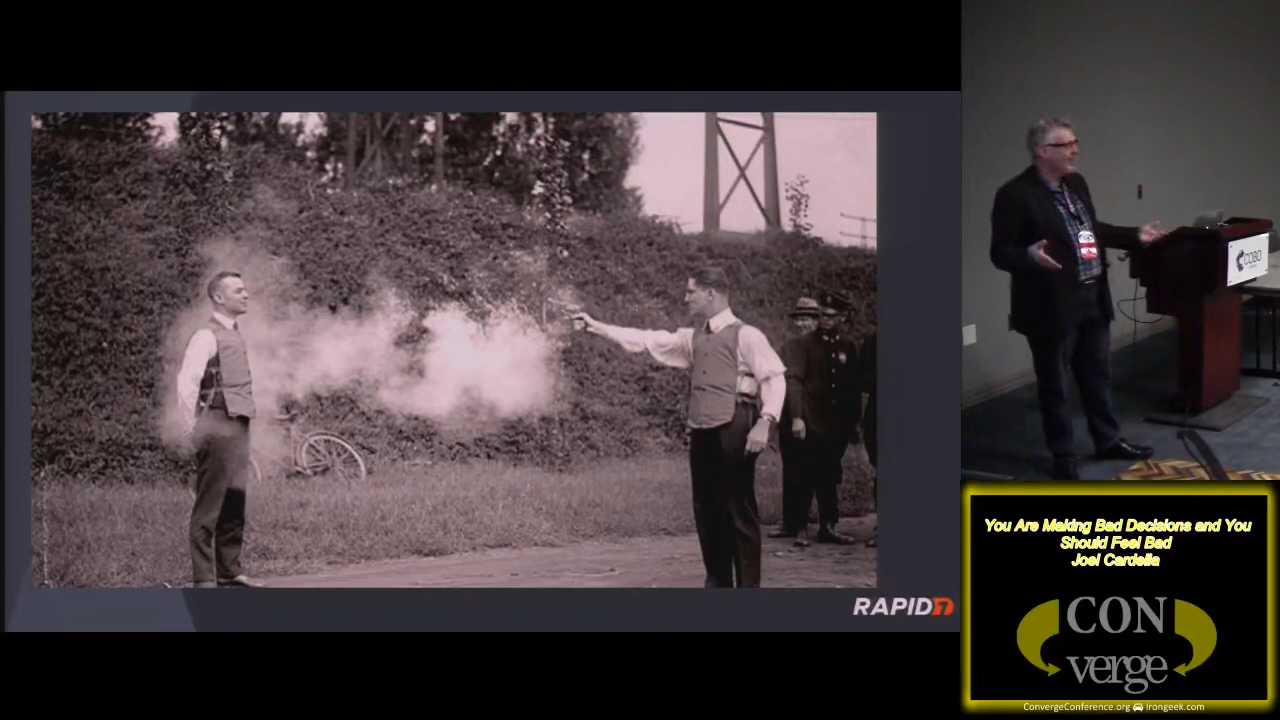 RAPID7
COBO
You Are Making Bad Decisions and You
Should Feel Bad
Joel Cardella
CON
verge
ConvergeConference.org
Irongeek.com